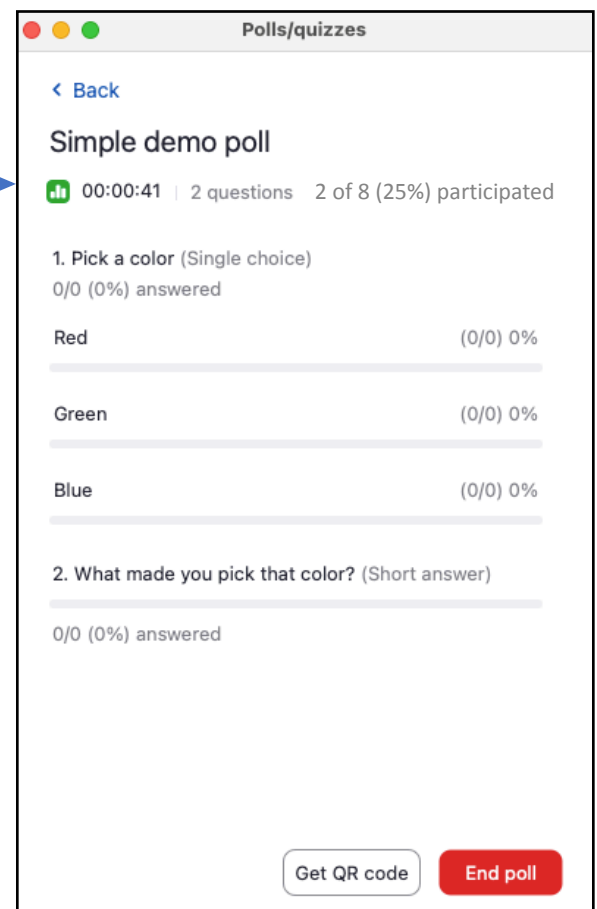 Polls/quizzes
Back
Simple demo poll
00:00:41 | 2 questions 2 of 8 (25%) participated
1. Pick a color (Single choice)
0/0 (0%) answered
Red (0/0) 0%
Green (0/0) 0%
Blue (0/0) 0%
2. What made you pick that color? (Short answer)
0/0 (0%) answered
Get QR code End poll